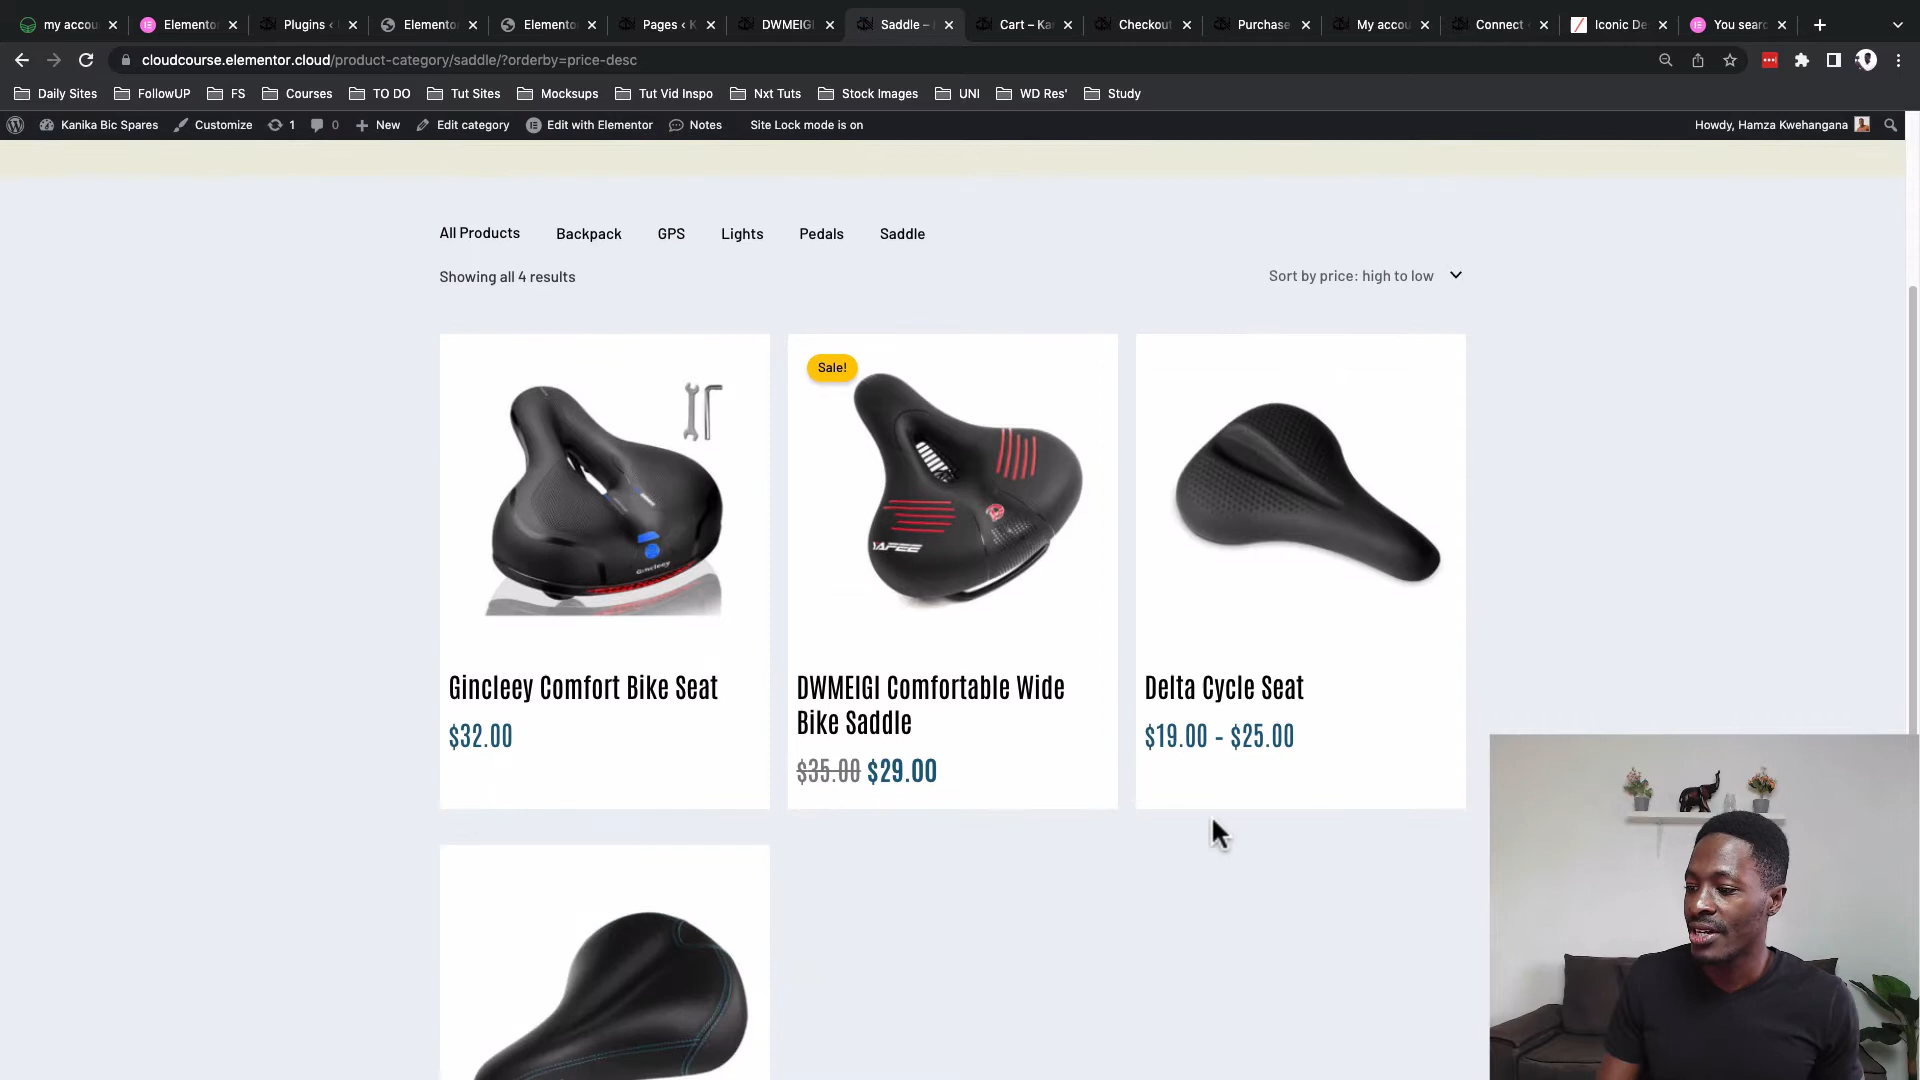 my accou
Elemento
Plugins ‹
Elemento
Elemento
Pages ‹ K
DWMEIGI
Saddle –
Cart – Ka
Checkout
Purchase
My accou
Connect ‹
Iconic De
You sear
cloudcourse.elementor.cloud/product-category/saddle/?orderby=price-desc
Daily Sites
FollowUP
FS
Courses
TO DO
Tut Sites
Mocksups
Tut Vid Inspo
Nxt Tuts
Stock Images
UNI
WD Res'
Study
Kanika Bic Spares
Customize
1
0
New
Edit category
Edit with Elementor
Notes
Site Lock mode is on
Howdy, Hamza Kwehangana
All Products
Backpack
GPS
Lights
Pedals
Saddle
Showing all 4 results
Sort by price: high to low
Gincleey
Sale!
YAFEE
Gincleey Comfort Bike Seat
$32.00
DWMEIGI Comfortable Wide
Bike Saddle
$35.00 $29.00
Delta Cycle Seat
$19.00 – $25.00